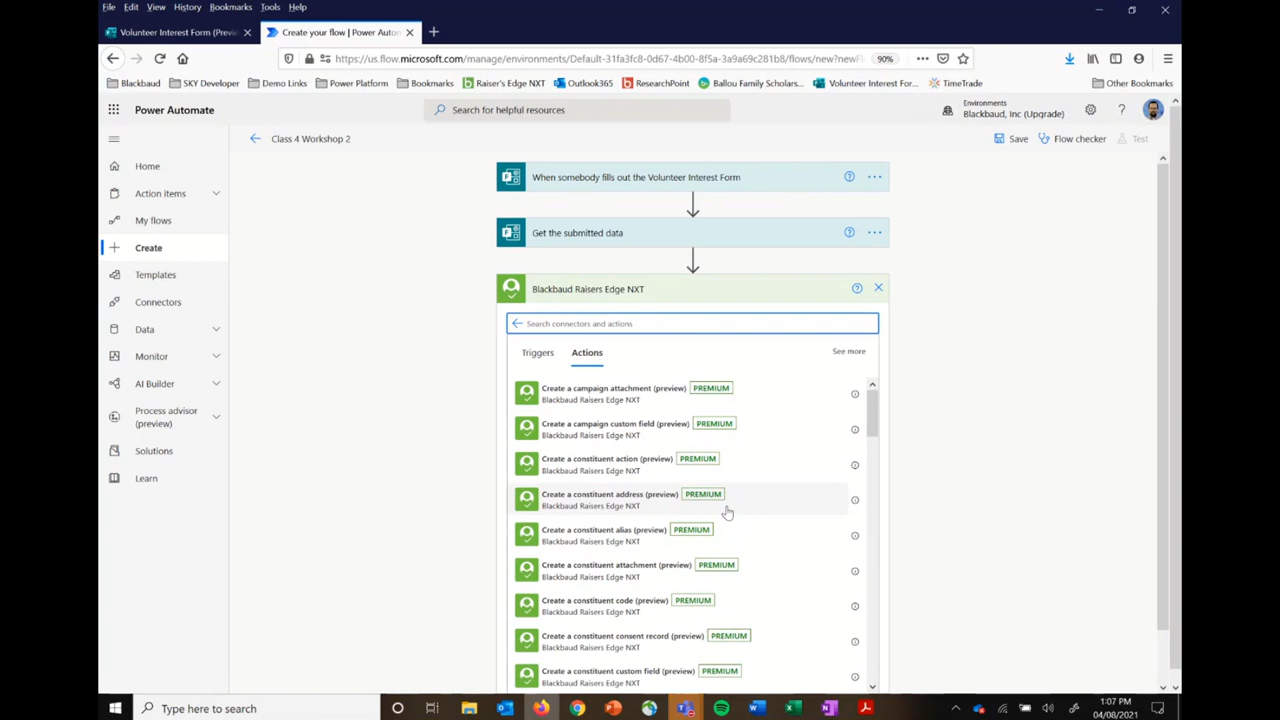 File Edit View History Bookmarks Tools Help
Volunteer Interest Form (Previe
Create your flow | Power Auton
https://us.flow.microsoft.com/manage/environments/Default-31fa3fc8-0d67-4b00-8f5a-3a9a69c281b8/flows/new?newFl
90%
Blackbaud SKY Developer Demo Links Power Platform Bookmarks Raiser's Edge NXT Outlook365 ResearchPoint Ballou Family Scholars... Volunteer Interest For... TimeTrade Other Bookmarks
Power Automate
Search for helpful resources
Environments
Blackbaud, Inc (Upgrade)
Class 4 Workshop 2
Save Flow checker Test
Home
Action items
My flows
Create
Templates
Connectors
Data
Monitor
AI Builder
Process advisor
(preview)
Solutions
Learn
When somebody fills out the Volunteer Interest Form
Get the submitted data
Blackbaud Raisers Edge NXT
Search connectors and actions
Triggers Actions See more
Create a campaign attachment (preview) PREMIUM
Blackbaud Raisers Edge NXT
Create a campaign custom field (preview) PREMIUM
Blackbaud Raisers Edge NXT
Create a constituent action (preview) PREMIUM
Blackbaud Raisers Edge NXT
Create a constituent address (preview) PREMIUM
Blackbaud Raisers Edge NXT
Create a constituent alias (preview) PREMIUM
Blackbaud Raisers Edge NXT
Create a constituent attachment (preview) PREMIUM
Blackbaud Raisers Edge NXT
Create a constituent code (preview) PREMIUM
Blackbaud Raisers Edge NXT
Create a constituent consent record (preview) PREMIUM
Blackbaud Raisers Edge NXT
Create a constituent custom field (preview) PREMIUM
Blackbaud Raisers Edge NXT
Type here to search
1:07 PM
04/08/2021